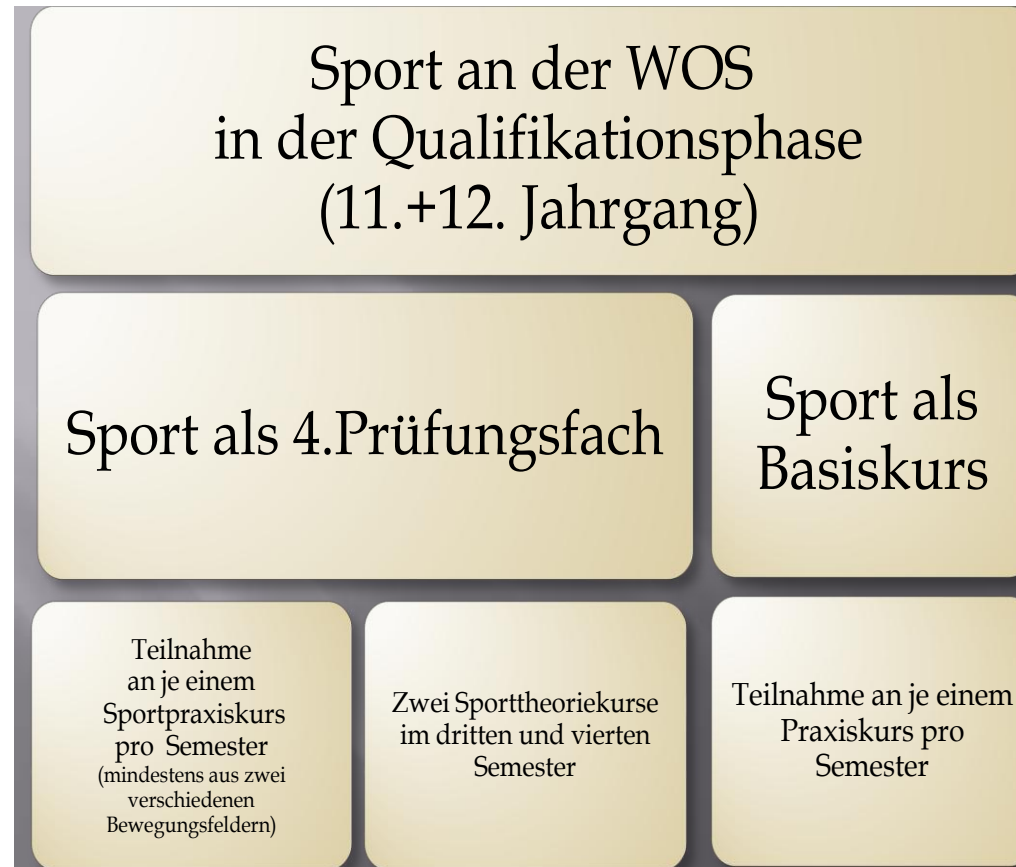 Sport an der WOS
in der Qualifikationsphase
(11.+12. Jahrgang)
Sport als 4.Prüfungsfach
Sport als
Basiskurs
Teilnahme
an je einem
Sportpraxiskurs
pro Semester
(mindestens aus zwei
verschiedenen
Bewegungsfeldern)
Zwei Sporttheoriekurse
im dritten und vierten
Semester
Teilnahme an je einem
Praxiskurs pro
Semester